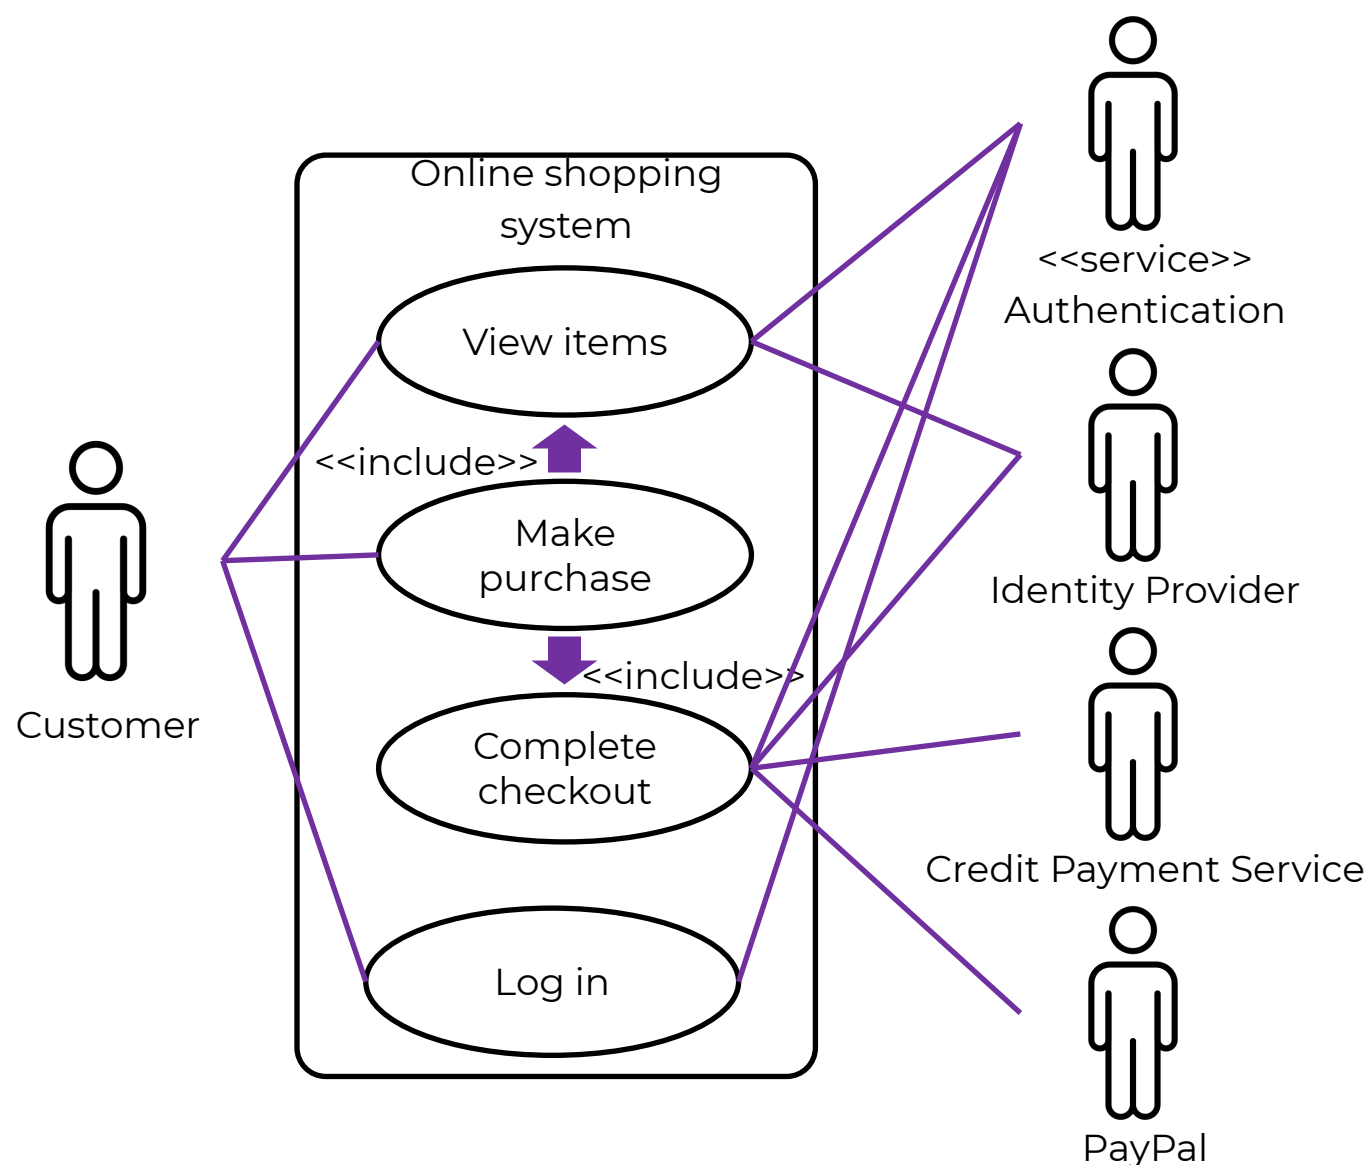 Online shopping
system
<<service>>
Authentication
View items
<<include>>
Make
purchase
Identity Provider
<<include>>
Customer
Complete
checkout
Credit Payment Service
Log in
PayPal